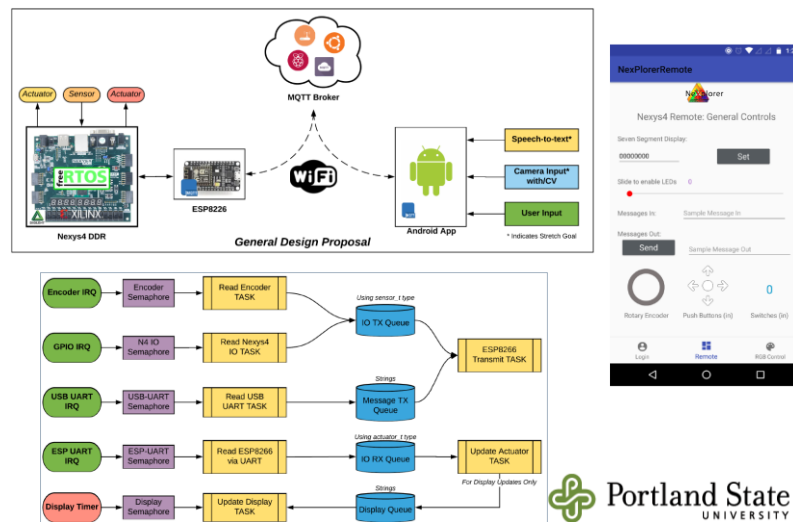 MQTT Broker
Actuator
Sensor
Actuator
free
RTOS
XILINX
Nexys4 DDR
ESP8226
WiFi
Android App
Speech-to-text*
Camera Input*
with/CV
User Input
* Indicates Stretch Goal
General Design Proposal
NexPlorerRemote
NeXplorer
Nexys4 Remote: General Controls
Seven Segment Display:
00000000
Set
Slide to enable LEDs
0
Messages In:
Sample Message In
Messages Out:
Send
Sample Message Out
0
Rotary Encoder
Push Buttons (in)
Switches (in)
Login
Remote
RGB Control
Encoder IRQ
Encoder
Semaphore
Read Encoder
TASK
Using sensor_t type
IO TX Queue
GPIO IRQ
N4 IO
Semaphore
Read Nexys4
IO TASK
ESP8266
Transmit TASK
USB UART
IRQ
USB-UART
Semaphore
Read USB
UART TASK
Strings
Message TX
Queue
ESP UART
IRQ
ESP-UART
Semaphore
Read ESP8266
via UART
Using actuator_t type
IO RX Queue
Update Actuator
TASK
For Display Updates Only
Display Timer
Display
Semaphore
Update Display
TASK
Strings
Display Queue
Portland State
UNIVERSITY